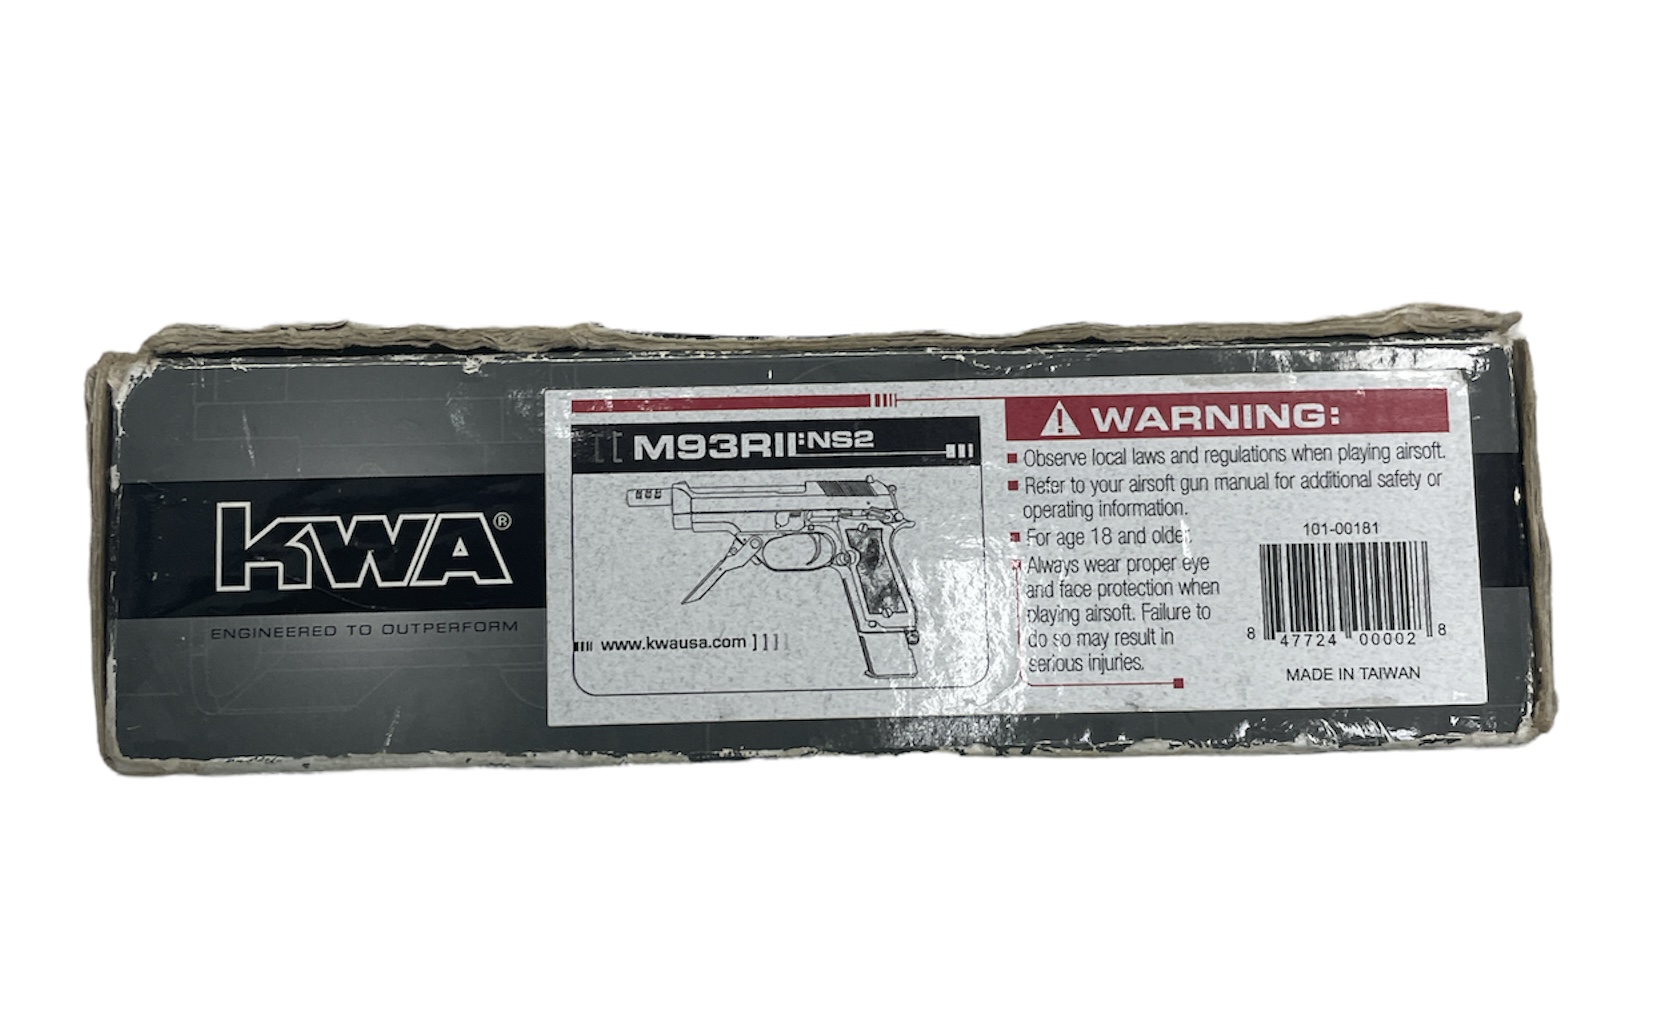 KWA®
ENGINEERED TO OUTPERFORM
M93RII:NS2
www.kwausa.com
WARNING:
Observe local laws and regulations when playing airsoft.
Refer to your airsoft gun manual for additional safety or
operating information.
For age 18 and older.
Always wear proper eye
and face protection when
playing airsoft. Failure to
do so may result in
serious injuries.
101-00181
8 47724 00002 8
MADE IN TAIWAN